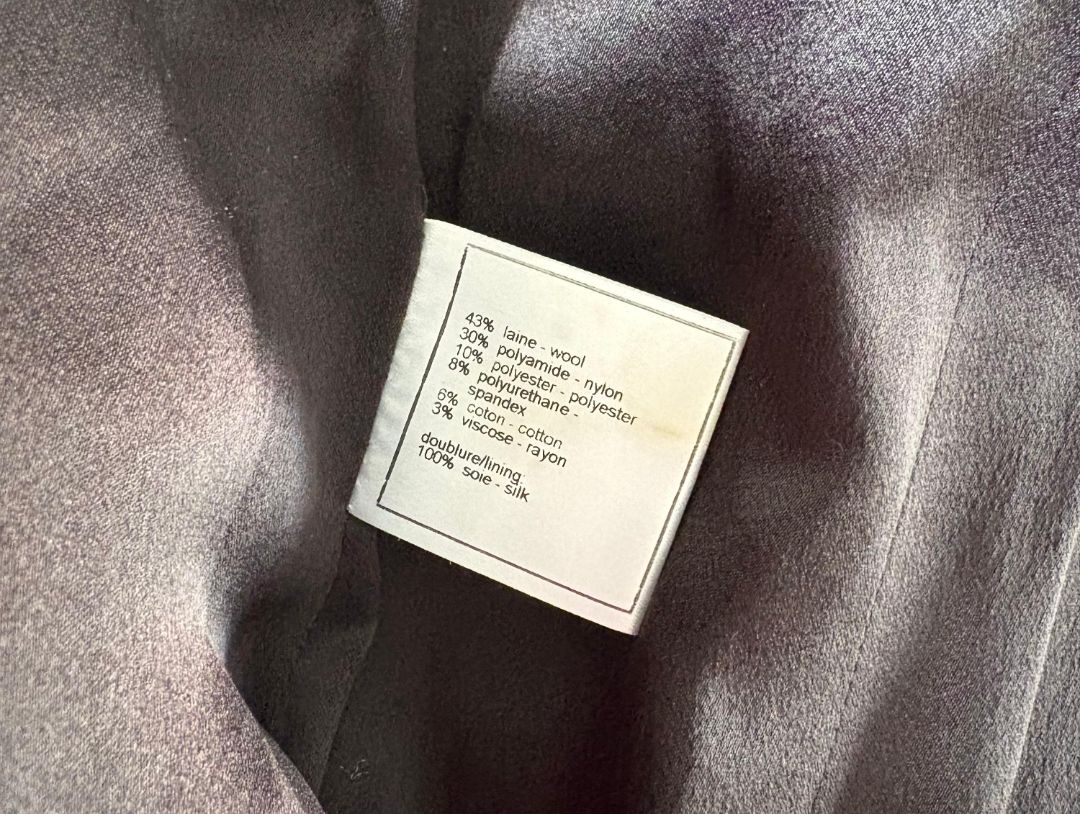 43% laine - wool
30% polyamide - nylon
10% polyester - polyester
8% polyurethane -
spandex
6% coton - cotton
3% viscose - rayon
doublure/lining:
100% soie - silk